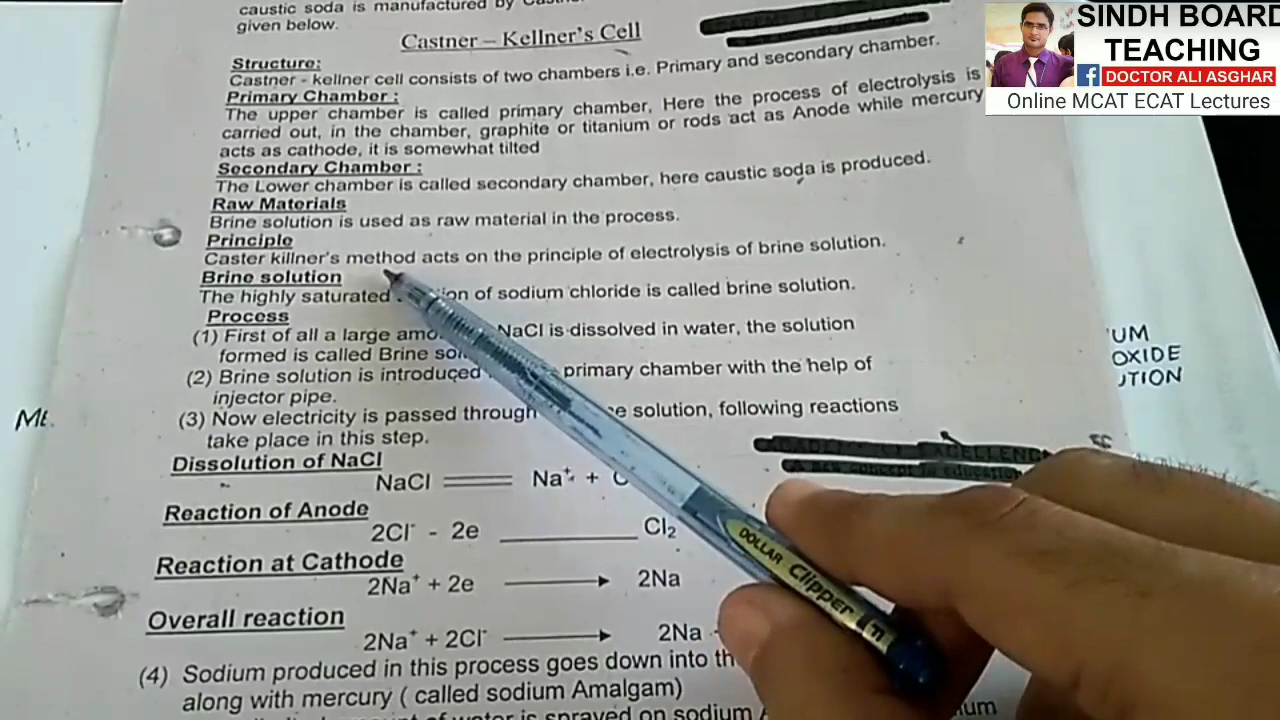 caustic soda is manufactured by
given below.
Castner – Kellner's Cell
Structure:
Castner - kellner cell consists of two chambers i.e. Primary and secondary chamber.
Primary Chamber :
The upper chamber is called primary chamber, Here the process of electrolysis is
carried out, in the chamber, graphite or titanium or rods act as Anode while mercury
acts as cathode, it is somewhat tilted
Secondary Chamber :
The Lower chamber is called secondary chamber, here caustic soda is produced.
Raw Materials
Brine solution is used as raw material in the process.
Principle
Caster killner's method acts on the principle of electrolysis of brine solution.
Brine solution
The highly saturated of sodium chloride is called brine solution.
Process
(1) First of all a large NaCl is dissolved in water, the solution
formed is called Brine
(2) Brine solution is introduced primary chamber with the help of
injector pipe.
(3) Now electricity is passed through solution, following reactions
take place in this step.
Dissolution of NaCl
NaCl ═══ Na⁺ +
Reaction of Anode
2Cl⁻ - 2e ______ Cl₂
Reaction at Cathode
2Na⁺ + 2e ⟶ 2Na
Overall reaction
2Na⁺ + 2Cl⁻ ⟶ 2Na
(4) Sodium produced in this process goes down into
along with mercury ( called sodium Amalgam)
of water is sprayed on sodium
SINDH BOARD
TEACHING
f DOCTOR ALI ASGHAR
Online MCAT ECAT Lectures
DOLLAR Clipper